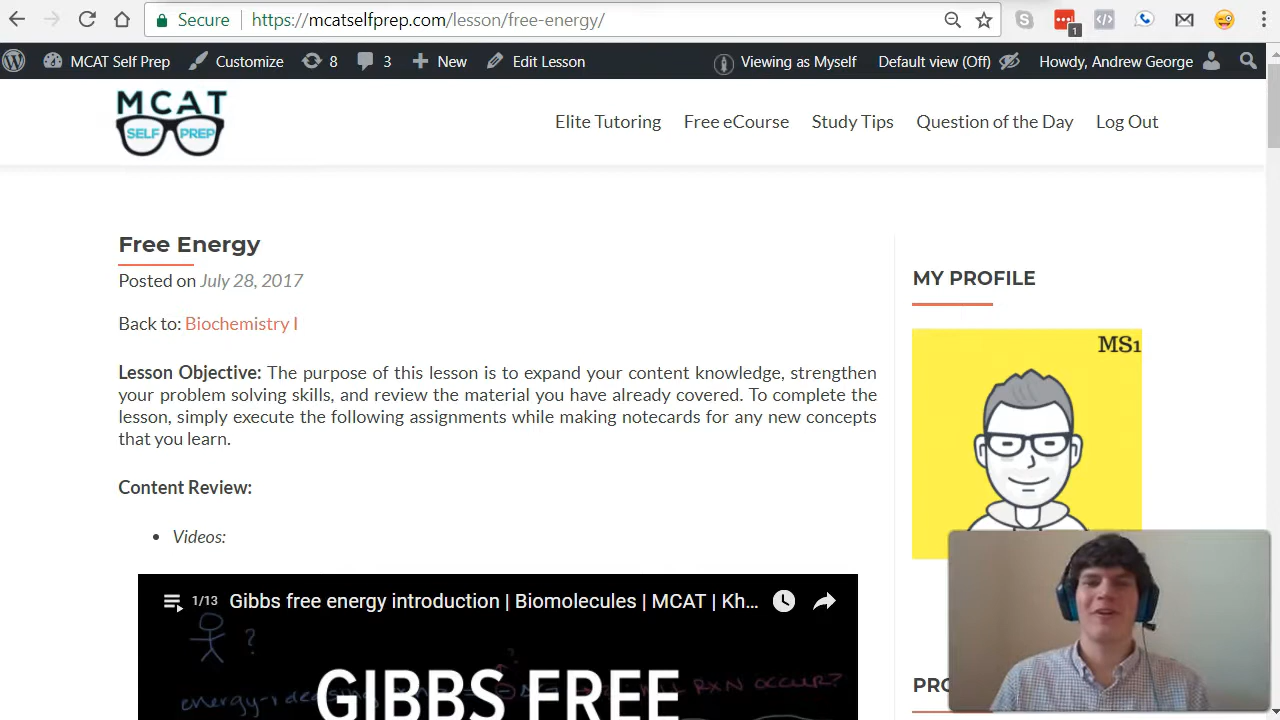 Secure https://mcatselfprep.com/lesson/free-energy/
1
MCAT Self Prep Customize 8 3 New Edit Lesson Viewing as Myself Default view (Off) Howdy, Andrew George
MCAT
SELF PREP
Elite Tutoring Free eCourse Study Tips Question of the Day Log Out
Free Energy
Posted on July 28, 2017
Back to: Biochemistry I
Lesson Objective: The purpose of this lesson is to expand your content knowledge, strengthen
your problem solving skills, and review the material you have already covered. To complete the
lesson, simply execute the following assignments while making notecards for any new concepts
that you learn.
Content Review:
• Videos:
1/13 Gibbs free energy introduction | Biomolecules | MCAT | Kh...
?
?
RXN OCCUR?
GIBBS FREE
MY PROFILE
MS1
PRO